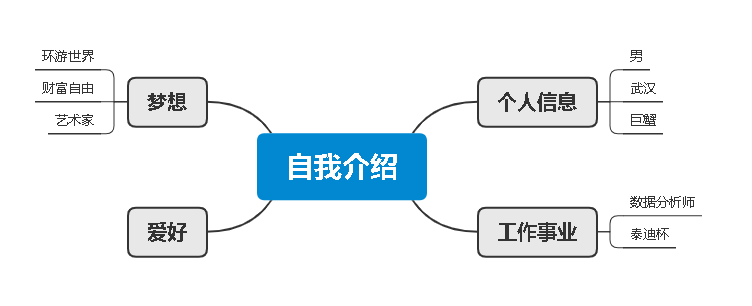 自我介绍
个人信息
男
武汉
巨蟹
工作事业
数据分析师
泰迪杯
梦想
环游世界
财富自由
艺术家
爱好